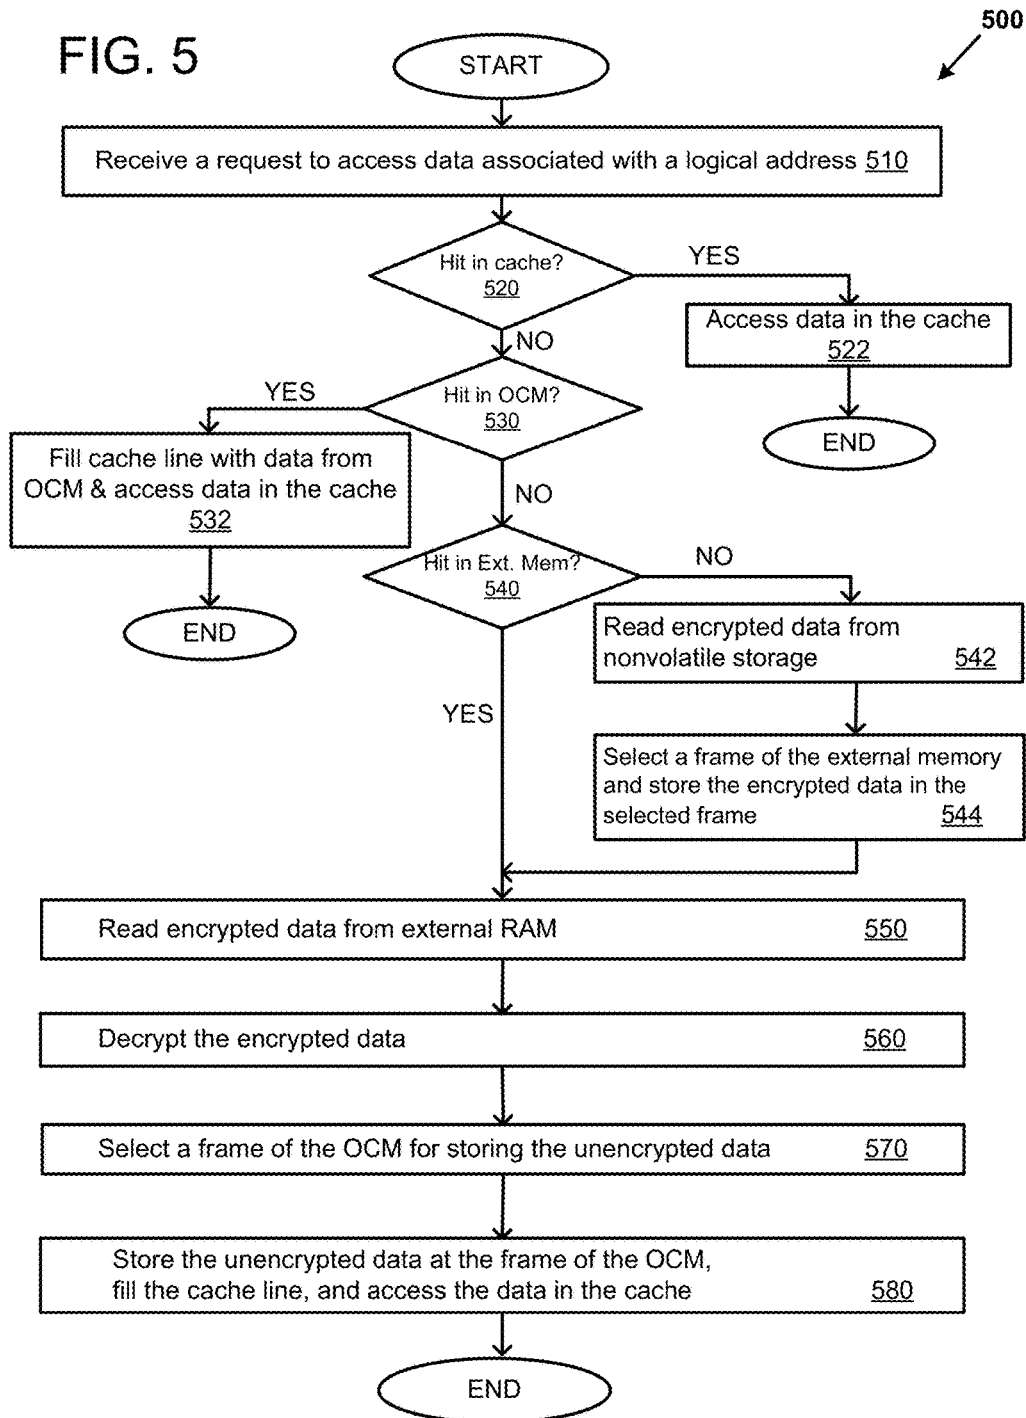 500
FIG. 5
START
Receive a request to access data associated with a logical address 510
Hit in cache?
520
YES
Access data in the cache
522
END
NO
Hit in OCM?
530
YES
Fill cache line with data from
OCM & access data in the cache
532
END
NO
Hit in Ext. Mem?
540
NO
Read encrypted data from
nonvolatile storage 542
Select a frame of the external memory
and store the encrypted data in the
selected frame 544
YES
Read encrypted data from external RAM 550
Decrypt the encrypted data 560
Select a frame of the OCM for storing the unencrypted data 570
Store the unencrypted data at the frame of the OCM,
fill the cache line, and access the data in the cache 580
END